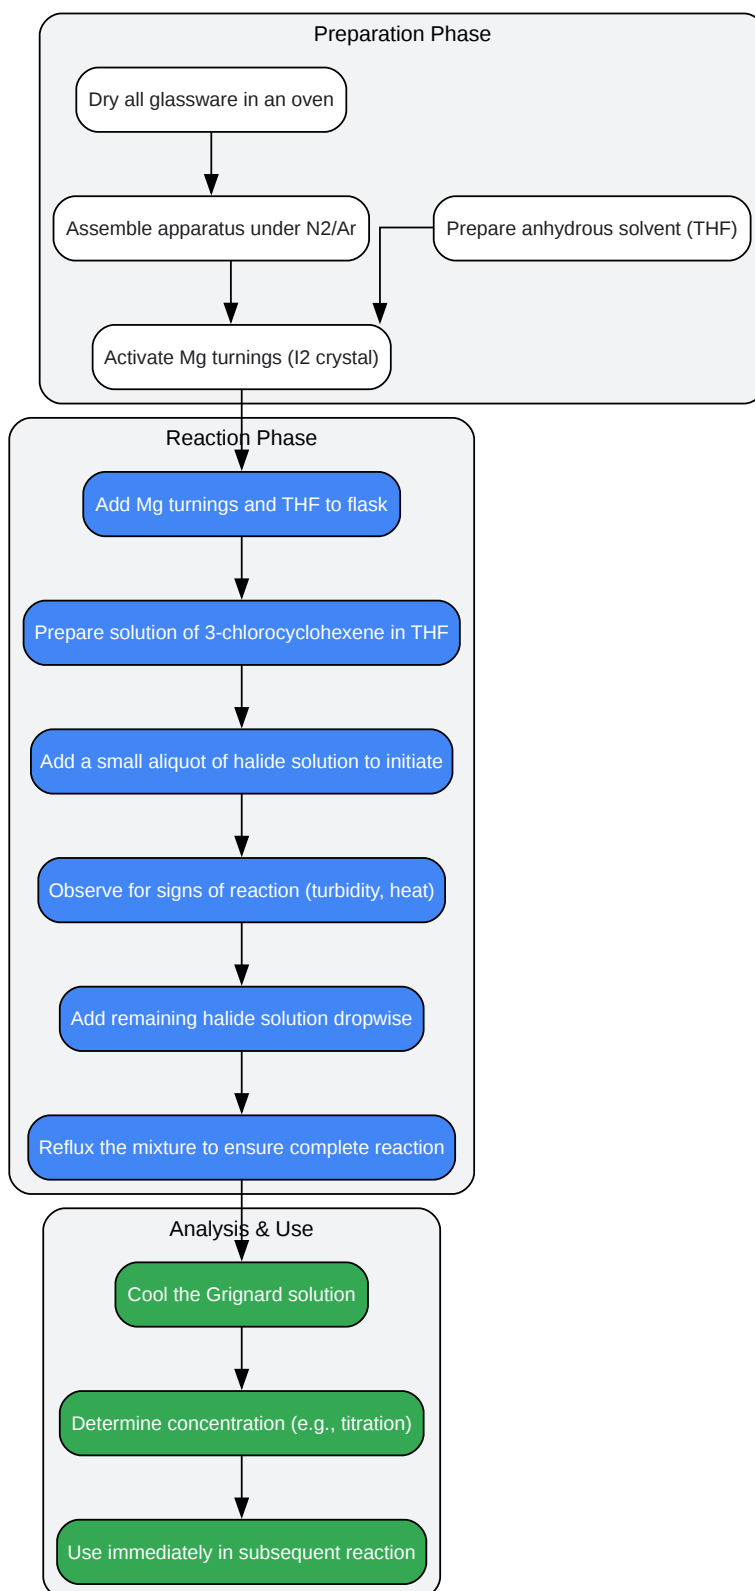 Preparation Phase
Dry all glassware in an oven
Assemble apparatus under N2/Ar
Prepare anhydrous solvent (THF)
Activate Mg turnings (I2 crystal)
Reaction Phase
Add Mg turnings and THF to flask
Prepare solution of 3-chlorocyclohexene in THF
Add a small aliquot of halide solution to initiate
Observe for signs of reaction (turbidity, heat)
Add remaining halide solution dropwise
Reflux the mixture to ensure complete reaction
Analysis & Use
Cool the Grignard solution
Determine concentration (e.g., titration)
Use immediately in subsequent reaction